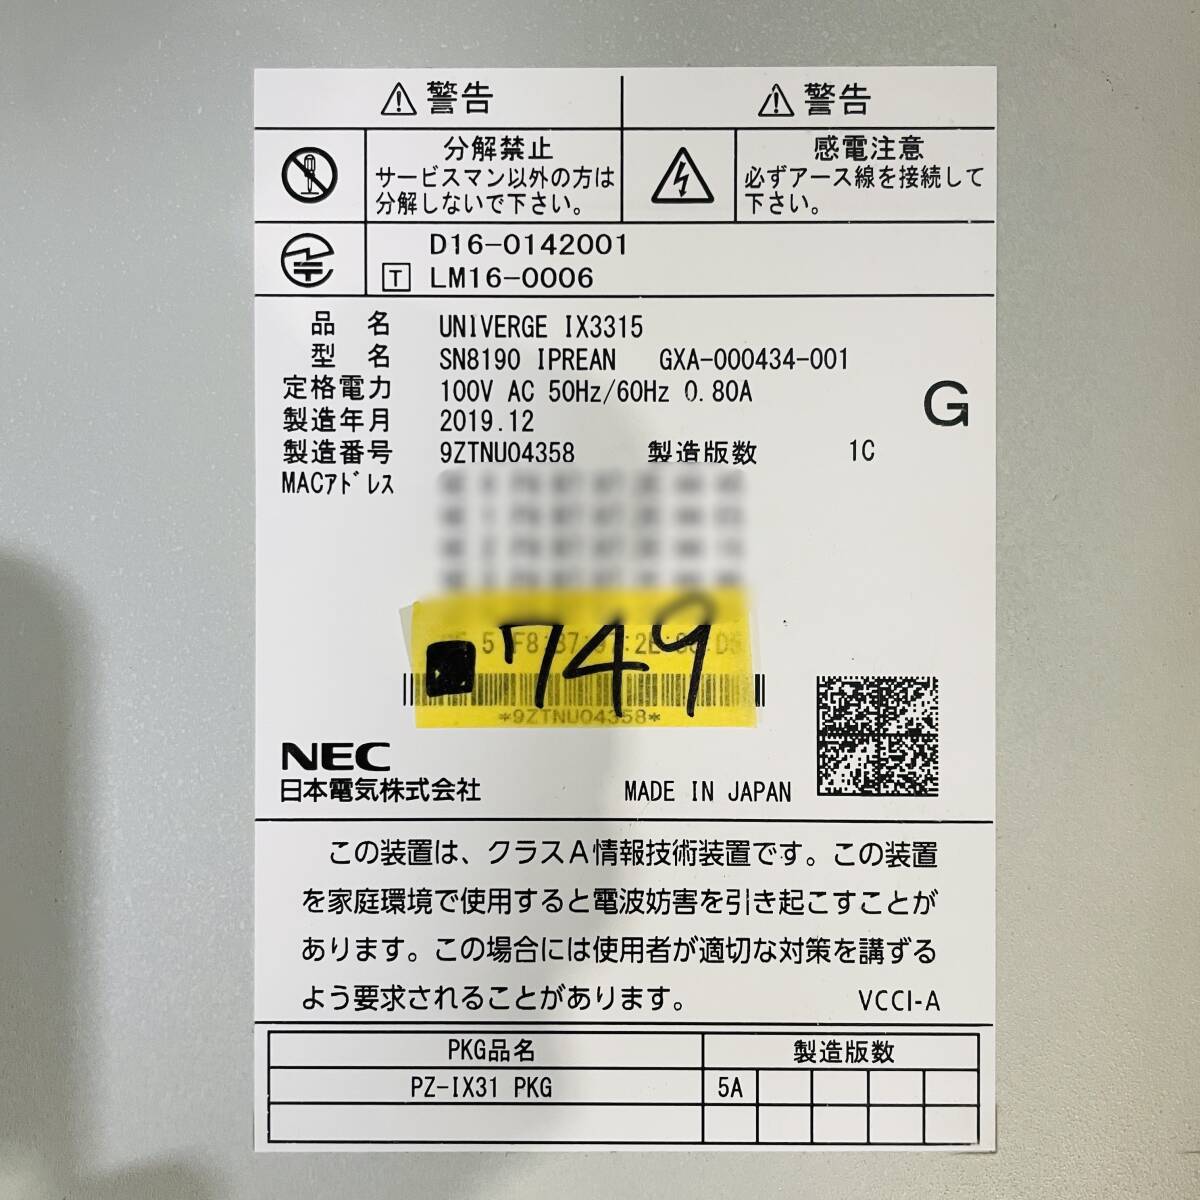 警告
警告
分解禁止
サービスマン以外の方は
分解しないで下さい。
感電注意
必ずアース線を接続して
下さい。
D16-0142001
T LM16-0006
品名 UNIVERGE IX3315
型名 SN8190 IPREAN GXA-000434-001
定格電力 100V AC 50Hz/60Hz 0.80A
G
製造年月 2019.12
製造番号 9ZTNU04358 製造版数 1C
MACｱﾄﾞﾚｽ
749
*9ZTNU04358*
NEC
日本電気株式会社
MADE IN JAPAN
この装置は、クラスA情報技術装置です。この装置
を家庭環境で使用すると電波妨害を引き起こすことが
あります。この場合には使用者が適切な対策を講ずる
よう要求されることがあります。 VCCI-A
PKG品名 製造版数
PZ-IX31 PKG 5A